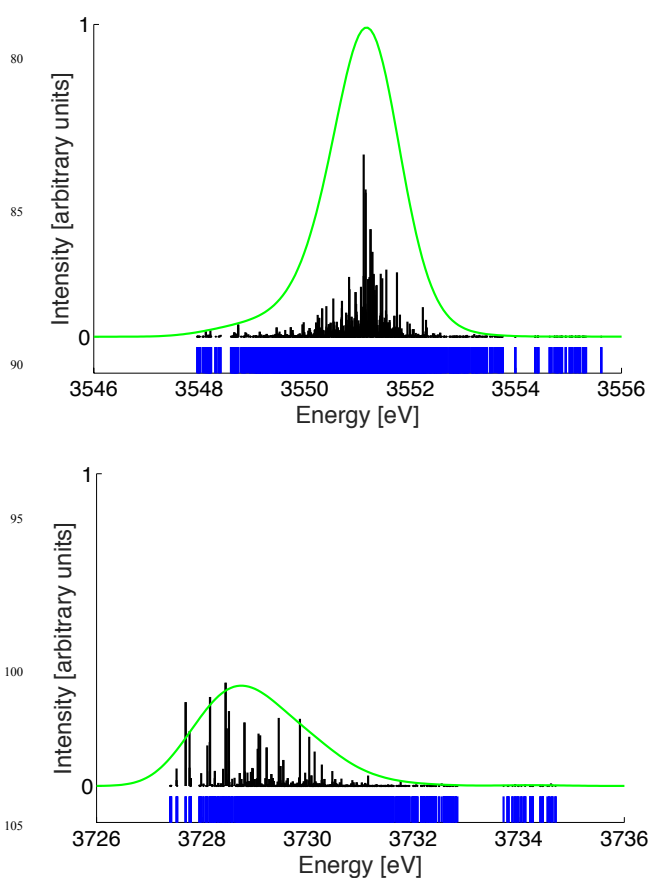 1
80
Intensity [arbitrary units]
85
0
90
3546 3548 3550 3552 3554 3556
Energy [eV]
1
95
Intensity [arbitrary units]
100
0
105
3726 3728 3730 3732 3734 3736
Energy [eV]